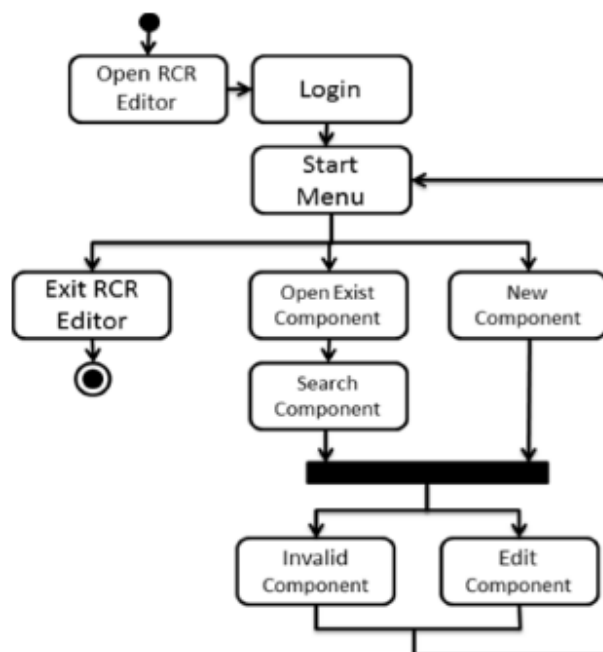 Open RCR
Editor
Login
Start
Menu
Exit RCR
Editor
Open Exist
Component
New
Component
Search
Component
Invalid
Component
Edit
Component